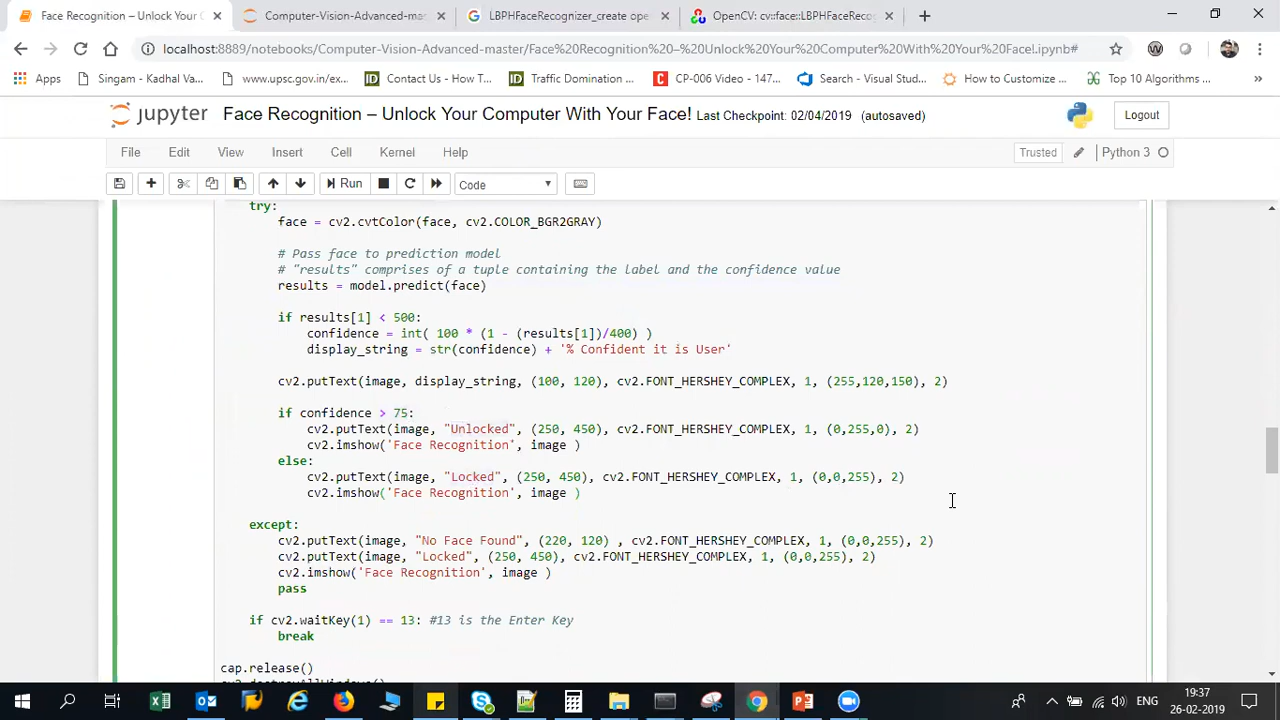 Face Recognition – Unlock Your C
Computer-Vision-Advanced-mas
LBPHFaceRecognizer_create ope
OpenCV: cv::face::LBPHFaceRecog
localhost:8889/notebooks/Computer-Vision-Advanced-master/Face%20Recognition%20–%20Unlock%20Your%20Computer%20With%20Your%20Face!.ipynb#
Apps
Singam - Kadhal Va...
www.upsc.gov.in/ex...
Contact Us - How T...
Traffic Domination ...
CP-006 Video - 147...
Search - Visual Stud...
How to Customize ...
Top 10 Algorithms ...
jupyter Face Recognition – Unlock Your Computer With Your Face! Last Checkpoint: 02/04/2019 (autosaved)
Logout
File Edit View Insert Cell Kernel Help
Trusted
Python 3
Run
Code
try:
face = cv2.cvtColor(face, cv2.COLOR_BGR2GRAY)
# Pass face to prediction model
# "results" comprises of a tuple containing the label and the confidence value
results = model.predict(face)
if results[1] < 500:
confidence = int( 100 * (1 - (results[1])/400) )
display_string = str(confidence) + '% Confident it is User'
cv2.putText(image, display_string, (100, 120), cv2.FONT_HERSHEY_COMPLEX, 1, (255,120,150), 2)
if confidence > 75:
cv2.putText(image, "Unlocked", (250, 450), cv2.FONT_HERSHEY_COMPLEX, 1, (0,255,0), 2)
cv2.imshow('Face Recognition', image )
else:
cv2.putText(image, "Locked", (250, 450), cv2.FONT_HERSHEY_COMPLEX, 1, (0,0,255), 2)
cv2.imshow('Face Recognition', image )
except:
cv2.putText(image, "No Face Found", (220, 120) , cv2.FONT_HERSHEY_COMPLEX, 1, (0,0,255), 2)
cv2.putText(image, "Locked", (250, 450), cv2.FONT_HERSHEY_COMPLEX, 1, (0,0,255), 2)
cv2.imshow('Face Recognition', image )
pass
if cv2.waitKey(1) == 13: #13 is the Enter Key
break
cap.release()
cv2.destroyAllWindows()
ENG
19:37
26-02-2019